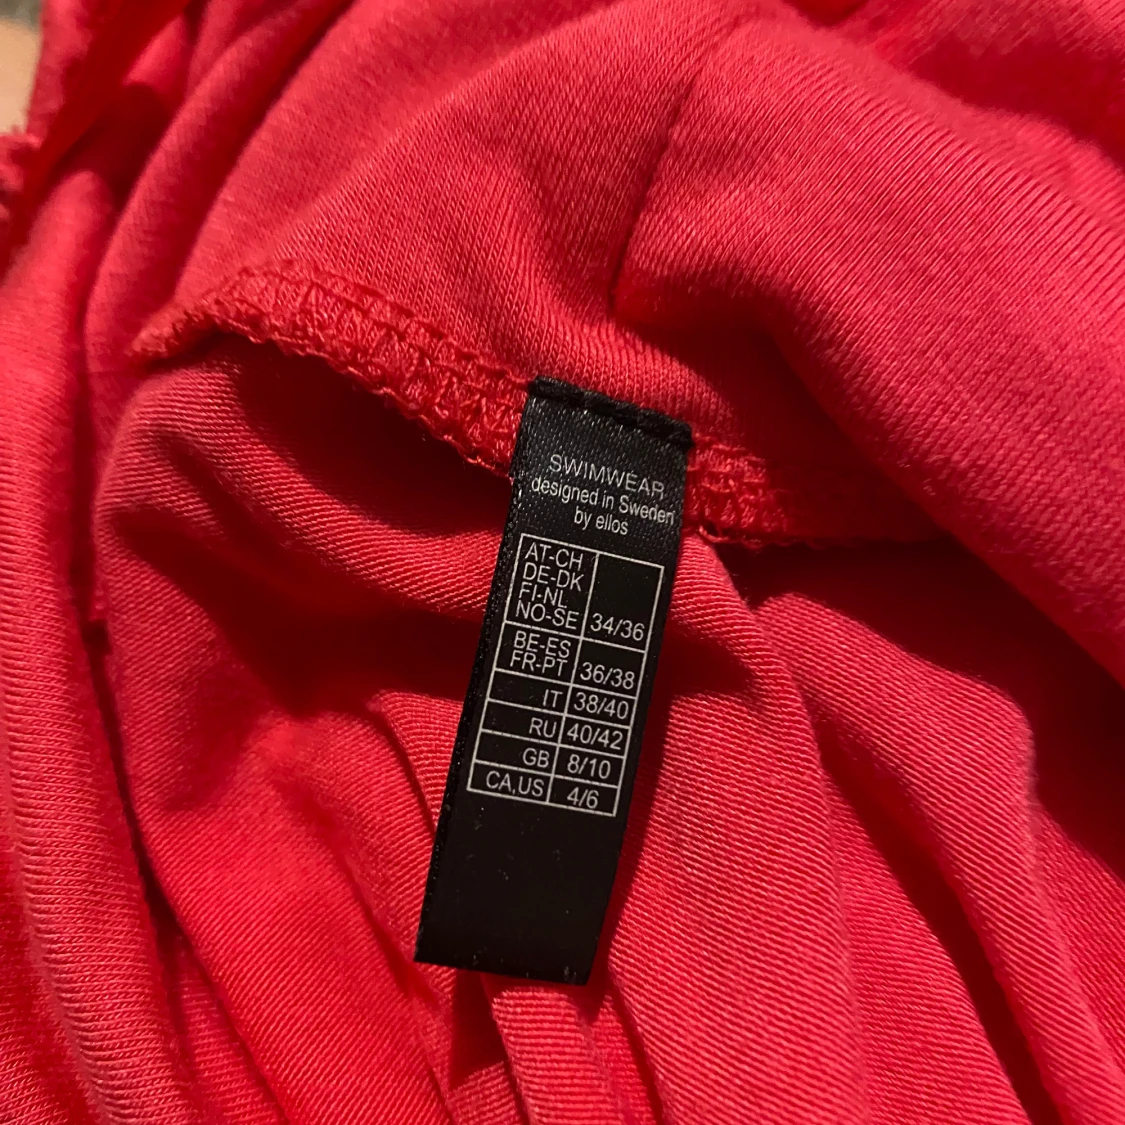 SWIMWEAR
designed in Sweden
by ellos
AT-CH
DE-DK
FI-NL
NO-SE 34/36
BE-ES
FR-PT 36/38
IT 38/40
RU 40/42
GB 8/10
CA,US 4/6